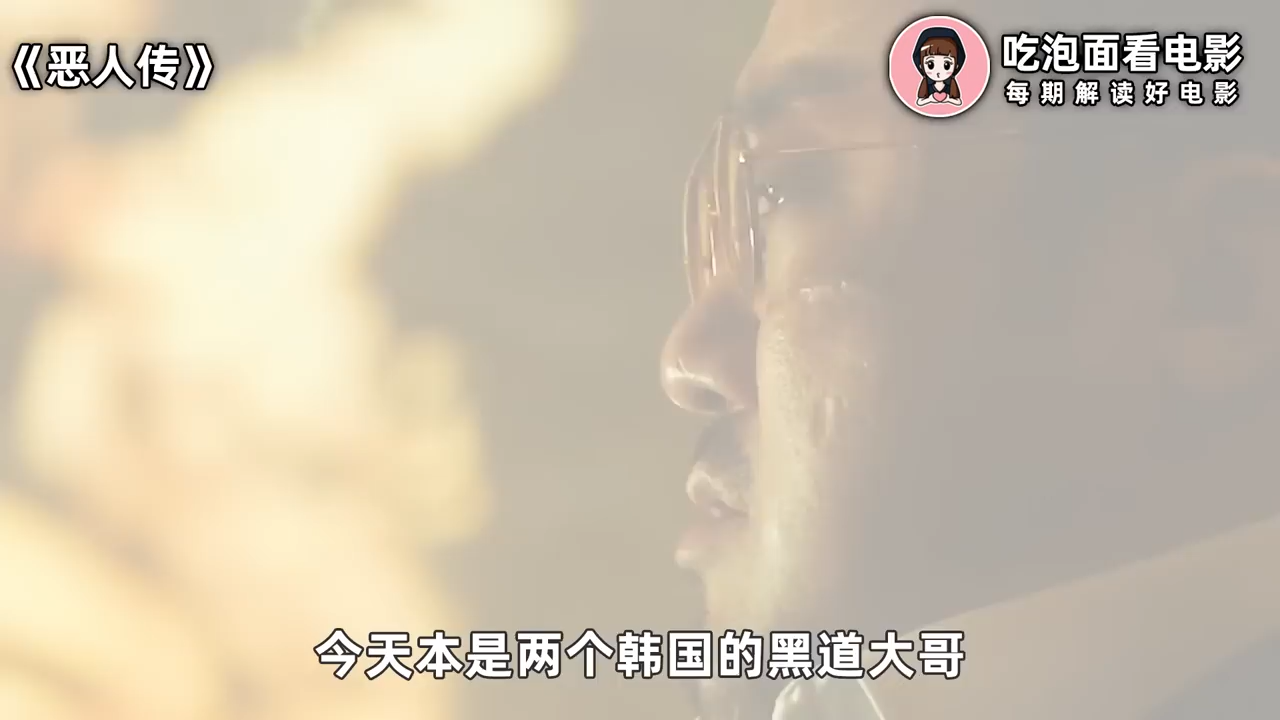 《恶人传》
吃泡面看电影
每期解读好电影
今天本是两个韩国的黑道大哥